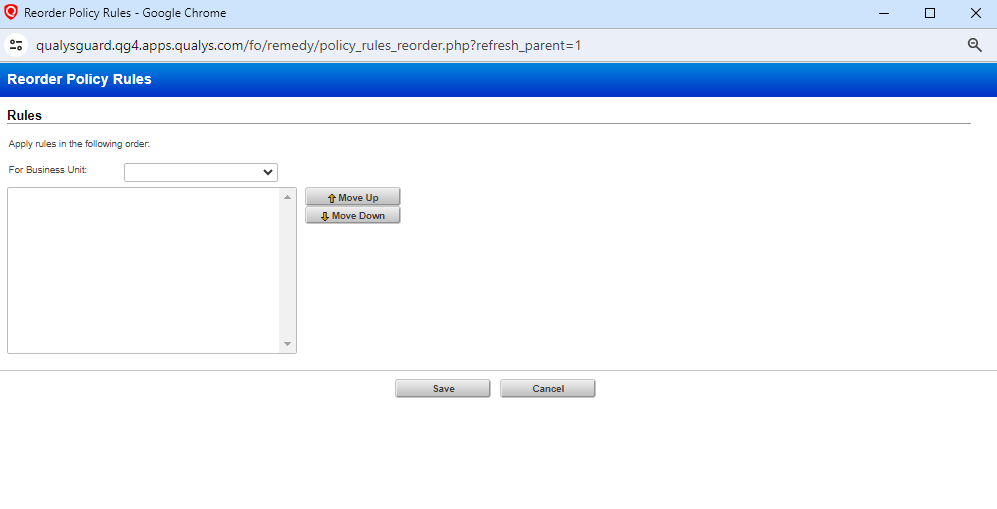 Reorder Policy Rules - Google Chrome
qualysguard.qg4.apps.qualys.com/fo/remedy/policy_rules_reorder.php?refresh_parent=1
Reorder Policy Rules
Rules
Apply rules in the following order:
For Business Unit:
Move Up
Move Down
Save Cancel